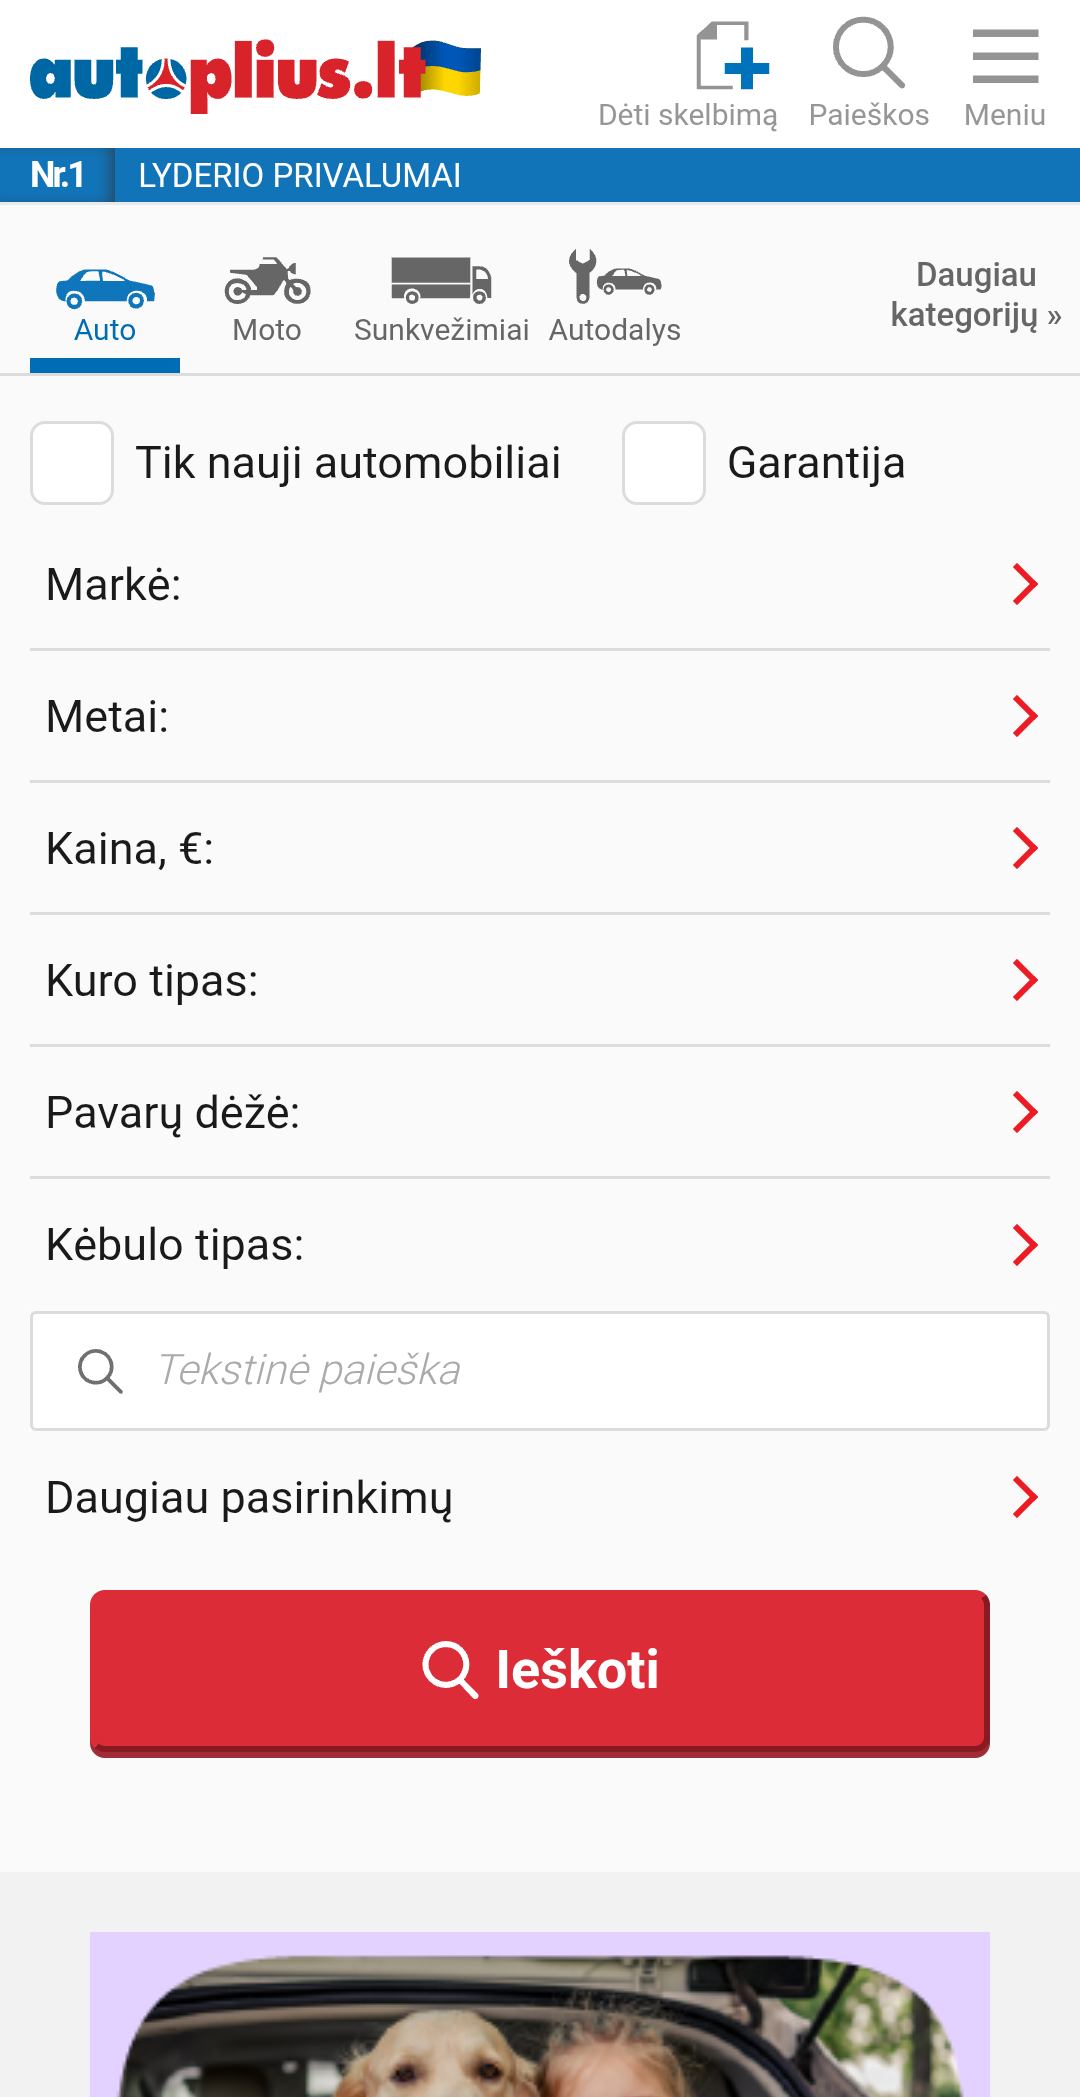 autoplius.lt
Dėti skelbimą
Paieškos
Meniu
Nr.1
LYDERIO PRIVALUMAI
Auto
Moto
Sunkvežimiai
Autodalys
Daugiau
kategorijų »
Tik nauji automobiliai
Garantija
Markė:
Metai:
Kaina, €:
Kuro tipas:
Pavarų dėžė:
Kėbulo tipas:
Tekstinė paieška
Daugiau pasirinkimų
Ieškoti